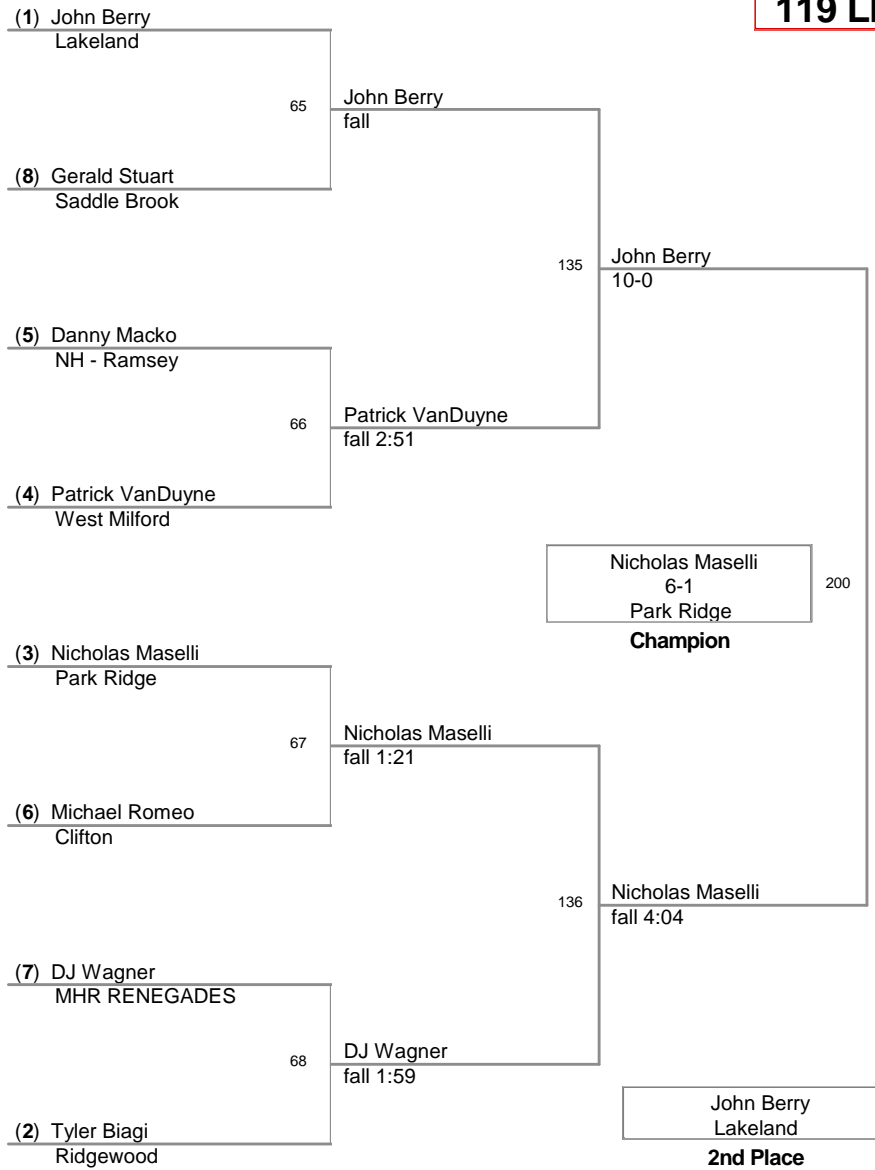 119 L
(1) John Berry
Lakeland
65
John Berry
fall
(8) Gerald Stuart
Saddle Brook
135
John Berry
10-0
(5) Danny Macko
NH - Ramsey
66
Patrick VanDuyne
fall 2:51
(4) Patrick VanDuyne
West Milford
Nicholas Maselli
6-1
Park Ridge
200
Champion
(3) Nicholas Maselli
Park Ridge
67
Nicholas Maselli
fall 1:21
(6) Michael Romeo
Clifton
136
Nicholas Maselli
fall 4:04
(7) DJ Wagner
MHR RENEGADES
68
DJ Wagner
fall 1:59
(2) Tyler Biagi
Ridgewood
John Berry
Lakeland
2nd Place